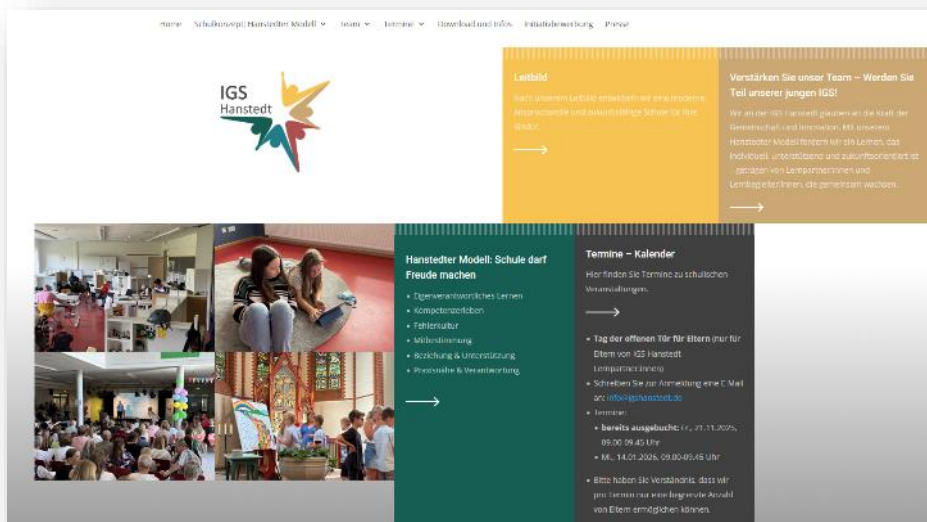 Home Schulkonzept: Hanstedter Modell Team Termine Download und Infos Initiativbewerbung Presse
IGS
Hanstedt
Leitbild
Nach unserem Leitbild entwickeln wir eine moderne,
anspruchsvolle und zukunftsfähige Schule für Ihre
Kinder.
Verstärken Sie unser Team – Werden Sie
Teil unserer jungen IGS!
Wir an der IGS Hanstedt glauben an die Kraft der
Gemeinschaft und Innovation. Mit unserem
Hanstedter Modell fördern wir ein Lernen, das
individuell, unterstützend und zukunftsorientiert ist
getragen von Lernpartner:innen und
Lernbegleiter:innen, die gemeinsam wachsen.
Hanstedter Modell: Schule darf
Freude machen
• Eigenverantwortliches Lernen
• Kompetenzerleben
• Fehlerkultur
• Mitbestimmung
• Beziehung & Unterstützung
• Praxisnähe & Verantwortung
Termine – Kalender
Hier finden Sie Termine zu schulischen
Veranstaltungen.
• Tag der offenen Tür für Eltern (nur für
Eltern von IGS Hanstedt
Lernpartner:innen)
• Schreiben Sie zur Anmeldung eine E-Mail
an: info@igshanstedt.de
• Termine:
• bereits ausgebucht: Fr., 21.11.2025,
09.00-09.45 Uhr
• Mi., 14.01.2026, 09.00-09.45 Uhr
• Bitte haben Sie Verständnis, dass wir
pro Termin nur eine begrenzte Anzahl
von Eltern ermöglichen können.